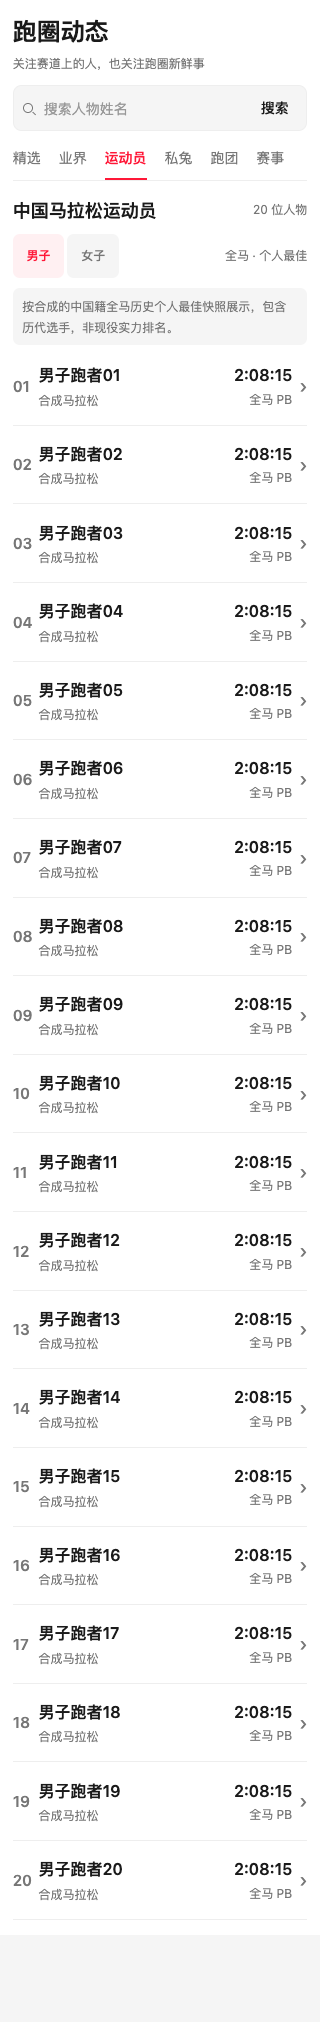 跑圈动态
关注赛道上的人，也关注跑圈新鲜事
搜索人物姓名 搜索
精选 业界 运动员 私兔 跑团 赛事
中国马拉松运动员 20 位人物
男子 女子 全马 · 个人最佳
按合成的中国籍全马历史个人最佳快照展示，包含
历代选手，非现役实力排名。
01 男子跑者01 2:08:15 ›
合成马拉松 全马 PB
02 男子跑者02 2:08:15 ›
合成马拉松 全马 PB
03 男子跑者03 2:08:15 ›
合成马拉松 全马 PB
04 男子跑者04 2:08:15 ›
合成马拉松 全马 PB
05 男子跑者05 2:08:15 ›
合成马拉松 全马 PB
06 男子跑者06 2:08:15 ›
合成马拉松 全马 PB
07 男子跑者07 2:08:15 ›
合成马拉松 全马 PB
08 男子跑者08 2:08:15 ›
合成马拉松 全马 PB
09 男子跑者09 2:08:15 ›
合成马拉松 全马 PB
10 男子跑者10 2:08:15 ›
合成马拉松 全马 PB
11 男子跑者11 2:08:15 ›
合成马拉松 全马 PB
12 男子跑者12 2:08:15 ›
合成马拉松 全马 PB
13 男子跑者13 2:08:15 ›
合成马拉松 全马 PB
14 男子跑者14 2:08:15 ›
合成马拉松 全马 PB
15 男子跑者15 2:08:15 ›
合成马拉松 全马 PB
16 男子跑者16 2:08:15 ›
合成马拉松 全马 PB
17 男子跑者17 2:08:15 ›
合成马拉松 全马 PB
18 男子跑者18 2:08:15 ›
合成马拉松 全马 PB
19 男子跑者19 2:08:15 ›
合成马拉松 全马 PB
20 男子跑者20 2:08:15 ›
合成马拉松 全马 PB